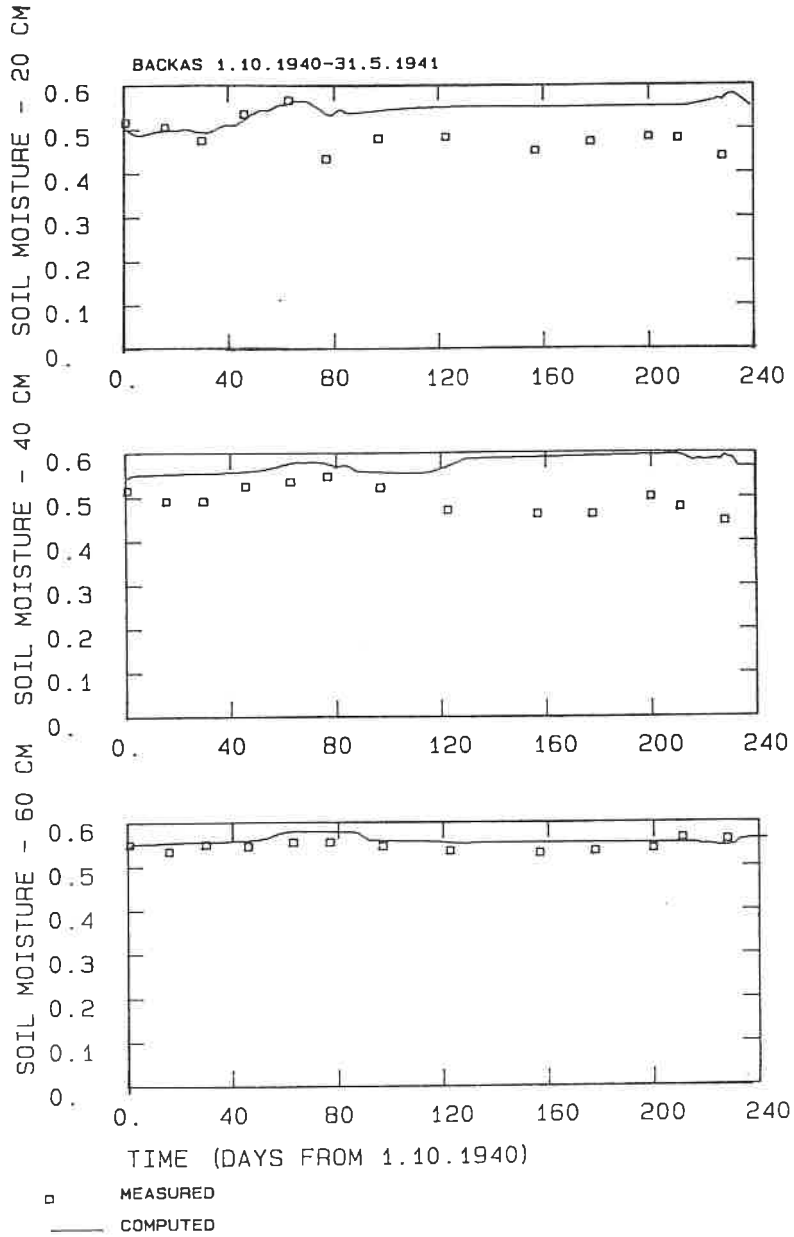 BACKAS 1.10.1940-31.5.1941
SOIL MOISTURE - 20 CM
0.6
0.5
0.4
0.3
0.2
0.1
0.
0. 40 80 120 160 200 240
SOIL MOISTURE - 40 CM
0.6
0.5
0.4
0.3
0.2
0.1
0.
0. 40 80 120 160 200 240
SOIL MOISTURE - 60 CM
0.6
0.5
0.4
0.3
0.2
0.1
0.
0. 40 80 120 160 200 240
TIME (DAYS FROM 1.10.1940)
MEASURED
COMPUTED